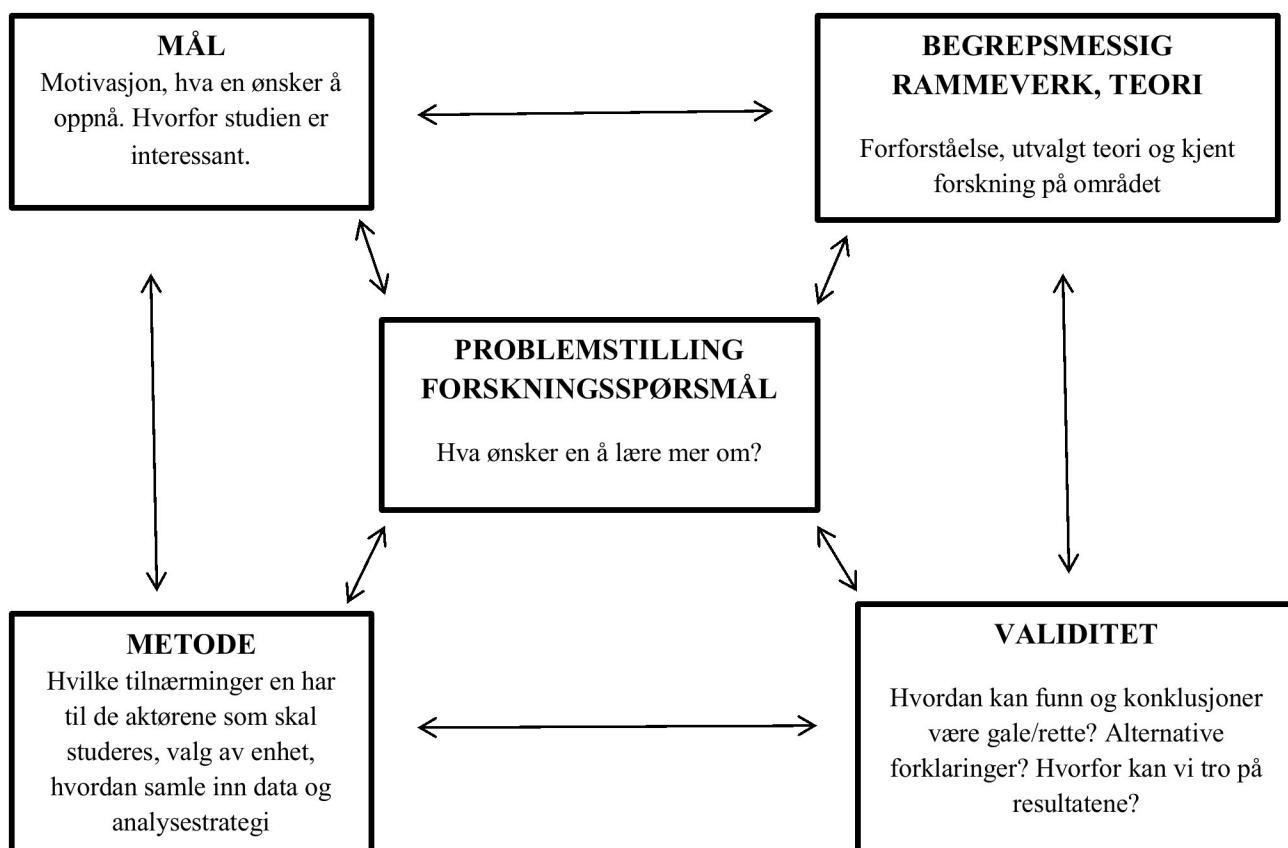 MÅL
Motivasjon, hva en ønsker å
oppnå. Hvorfor studien er
interessant.
BEGREPSMESSIG
RAMMEVERK, TEORI
Forforståelse, utvalgt teori og kjent
forskning på området
PROBLEMSTILLING
FORSKNINGSSPØRSMÅL
Hva ønsker en å lære mer om?
METODE
Hvilke tilnærminger en har
til de aktørene som skal
studeres, valg av enhet,
hvordan samle inn data og
analysestrategi
VALIDITET
Hvordan kan funn og konklusjoner
være gale/rette? Alternative
forklaringer? Hvorfor kan vi tro på
resultatene?